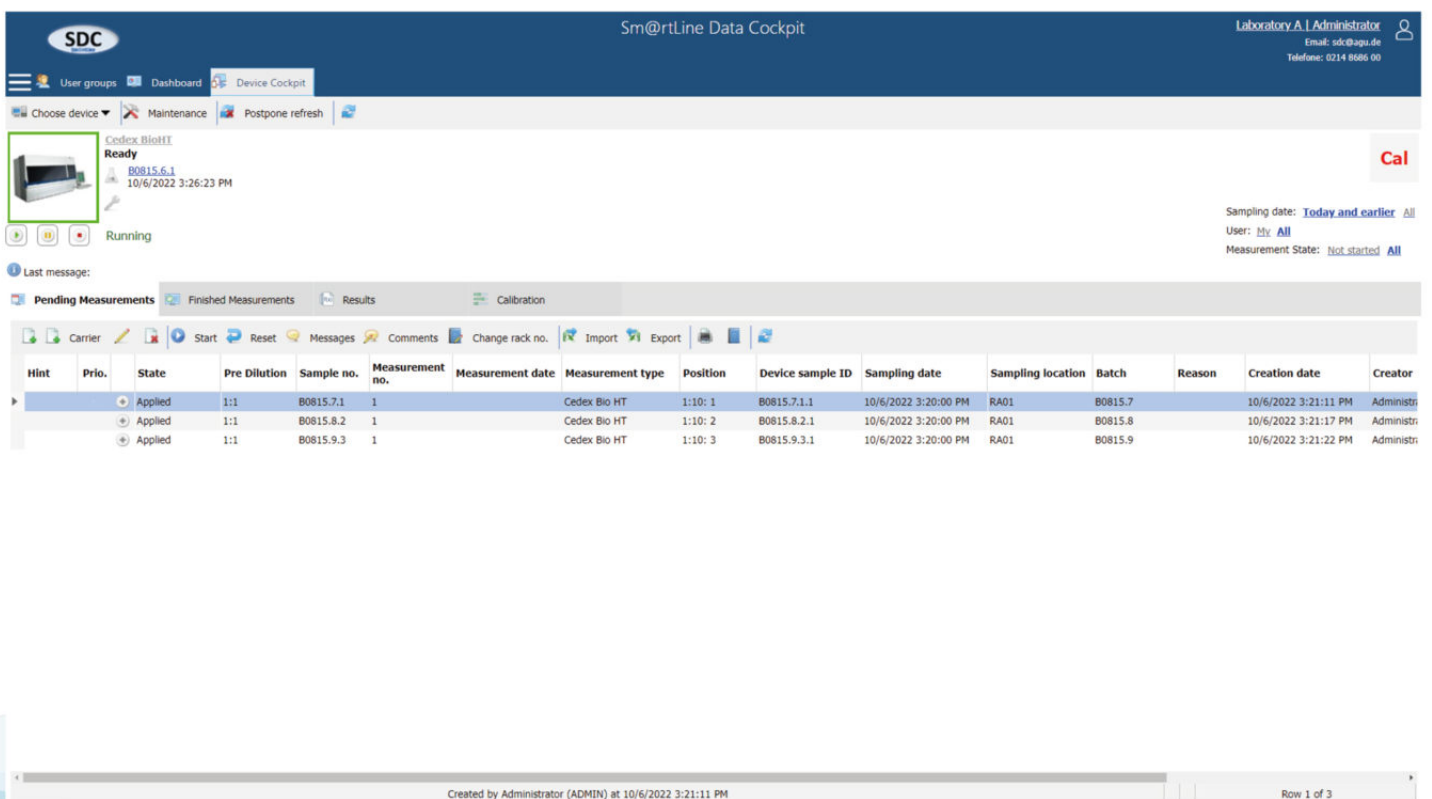 Sm@rtLine Data Cockpit
SDC
Laboratory A | Administrator
Email: sdc@agu.de
Telefone: 0214 8686 00
User groups Dashboard Device Cockpit
Choose device Maintenance Postpone refresh
Cedex BioHT
Ready
B0815.6.1
10/6/2022 3:26:23 PM
Running
Cal
Sampling date: Today and earlier All
User: My All
Measurement State: Not started All
Last message:
Pending Measurements Finished Measurements Results Calibration
Carrier Start Reset Messages Comments Change rack no. Import Export
Hint Prio. State Pre Dilution Sample no. Measurement no. Measurement date Measurement type Position Device sample ID Sampling date Sampling location Batch Reason Creation date Creator
Applied 1:1 B0815.7.1 1 Cedex Bio HT 1:10: 1 B0815.7.1.1 10/6/2022 3:20:00 PM RA01 B0815.7 10/6/2022 3:21:11 PM Administr
Applied 1:1 B0815.8.2 1 Cedex Bio HT 1:10: 2 B0815.8.2.1 10/6/2022 3:20:00 PM RA01 B0815.8 10/6/2022 3:21:17 PM Administr
Applied 1:1 B0815.9.3 1 Cedex Bio HT 1:10: 3 B0815.9.3.1 10/6/2022 3:20:00 PM RA01 B0815.9 10/6/2022 3:21:22 PM Administr
Created by Administrator (ADMIN) at 10/6/2022 3:21:11 PM
Row 1 of 3